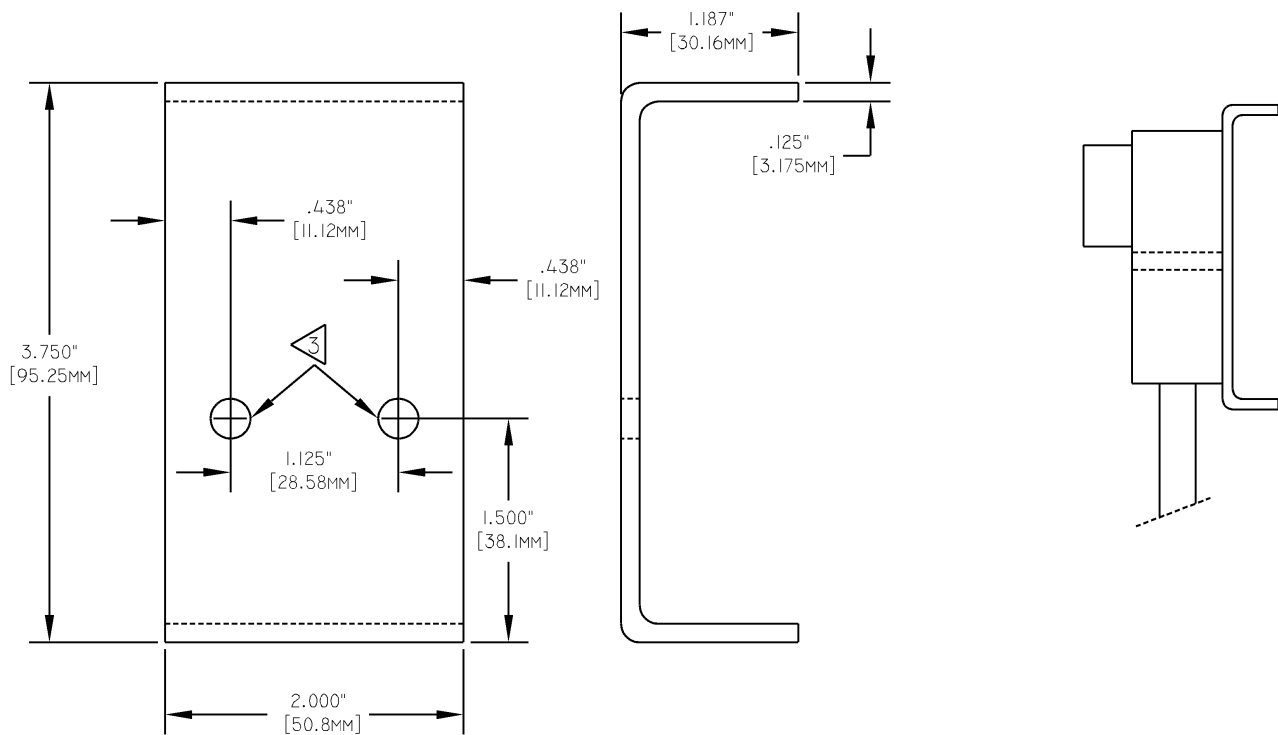 1.187"
[30.16MM]
.125"
[3.175MM]
.438"
[11.12MM]
.438"
[11.12MM]
3
3.750"
[95.25MM]
1.125"
[28.58MM]
1.500"
[38.1MM]
2.000"
[50.8MM]